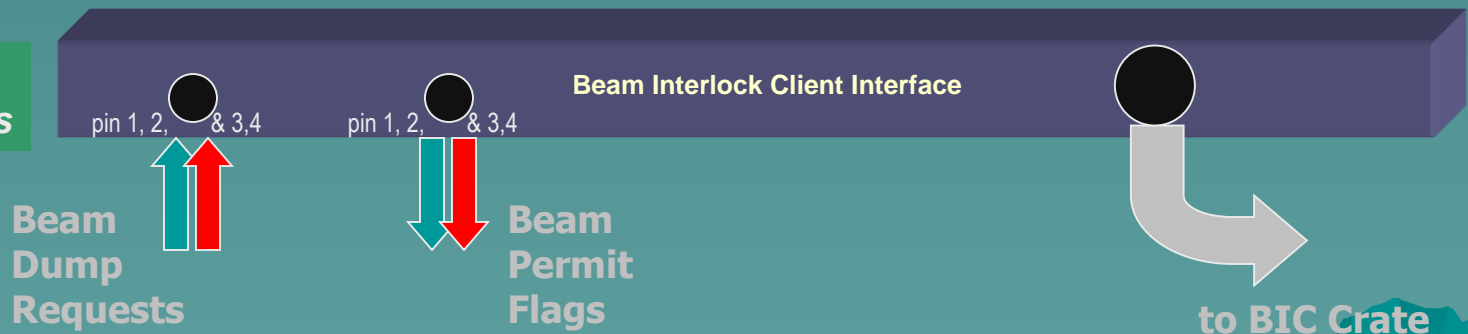 Beam Interlock Client Interface
s
pin 1, 2, & 3,4
pin 1, 2, & 3,4
Beam
Dump
Requests
Beam
Permit
Flags
to BIC Crate